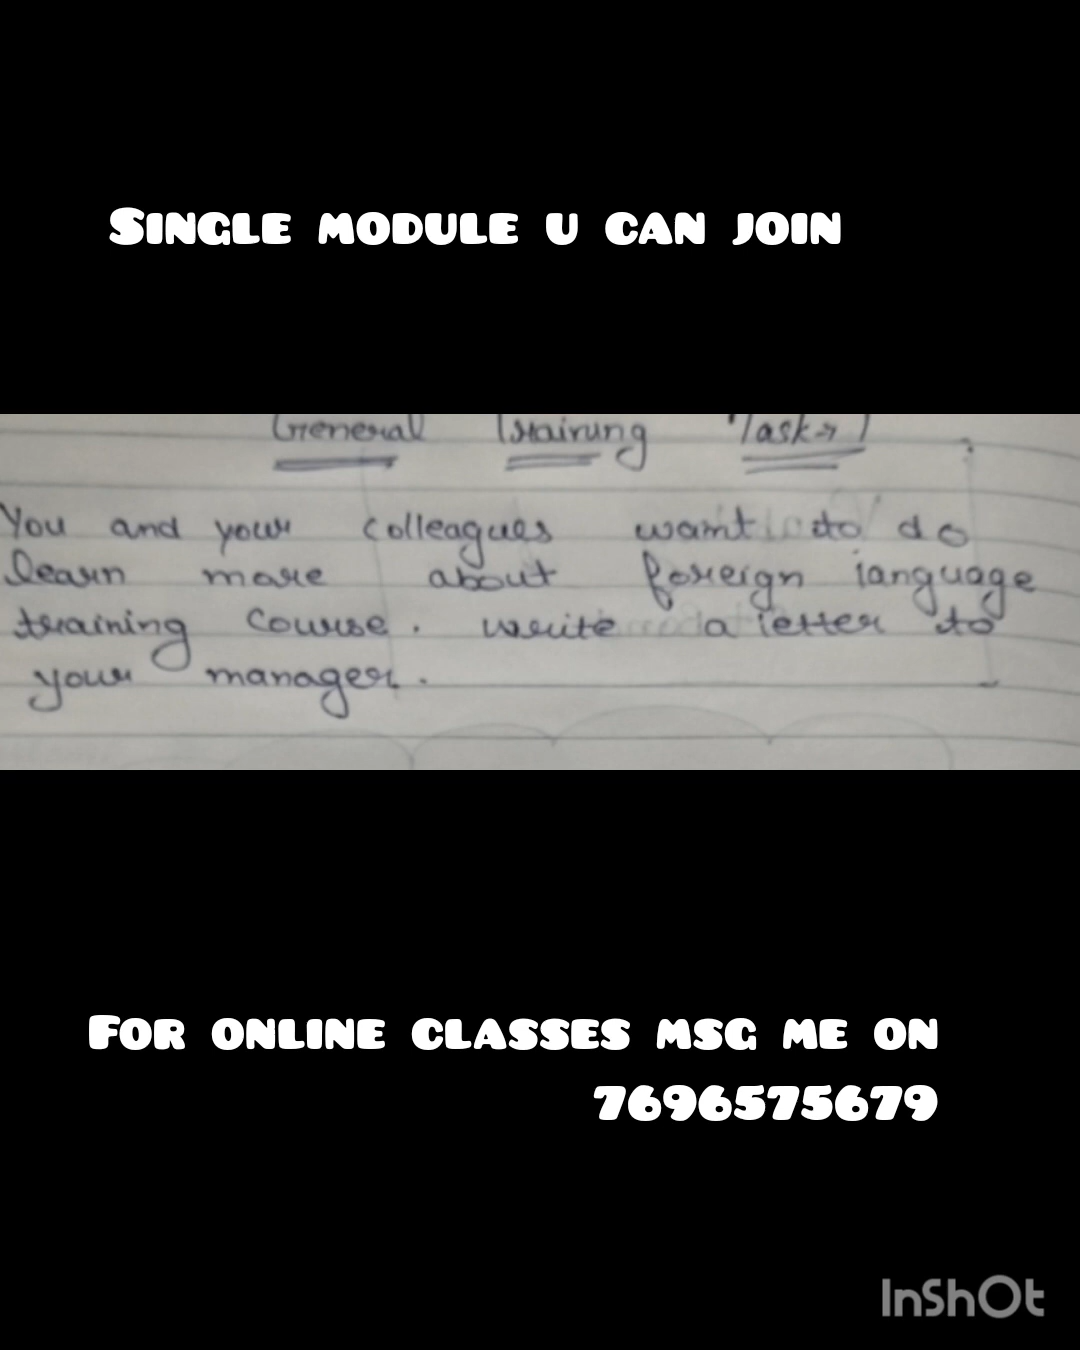 SINGLE MODULE U CAN JOIN
General Training Task-1
You and your colleagues want to do
learn more about foreign language
training course. write a letter to
your manager.
FOR ONLINE CLASSES MSG ME ON
7696575679
InShOt